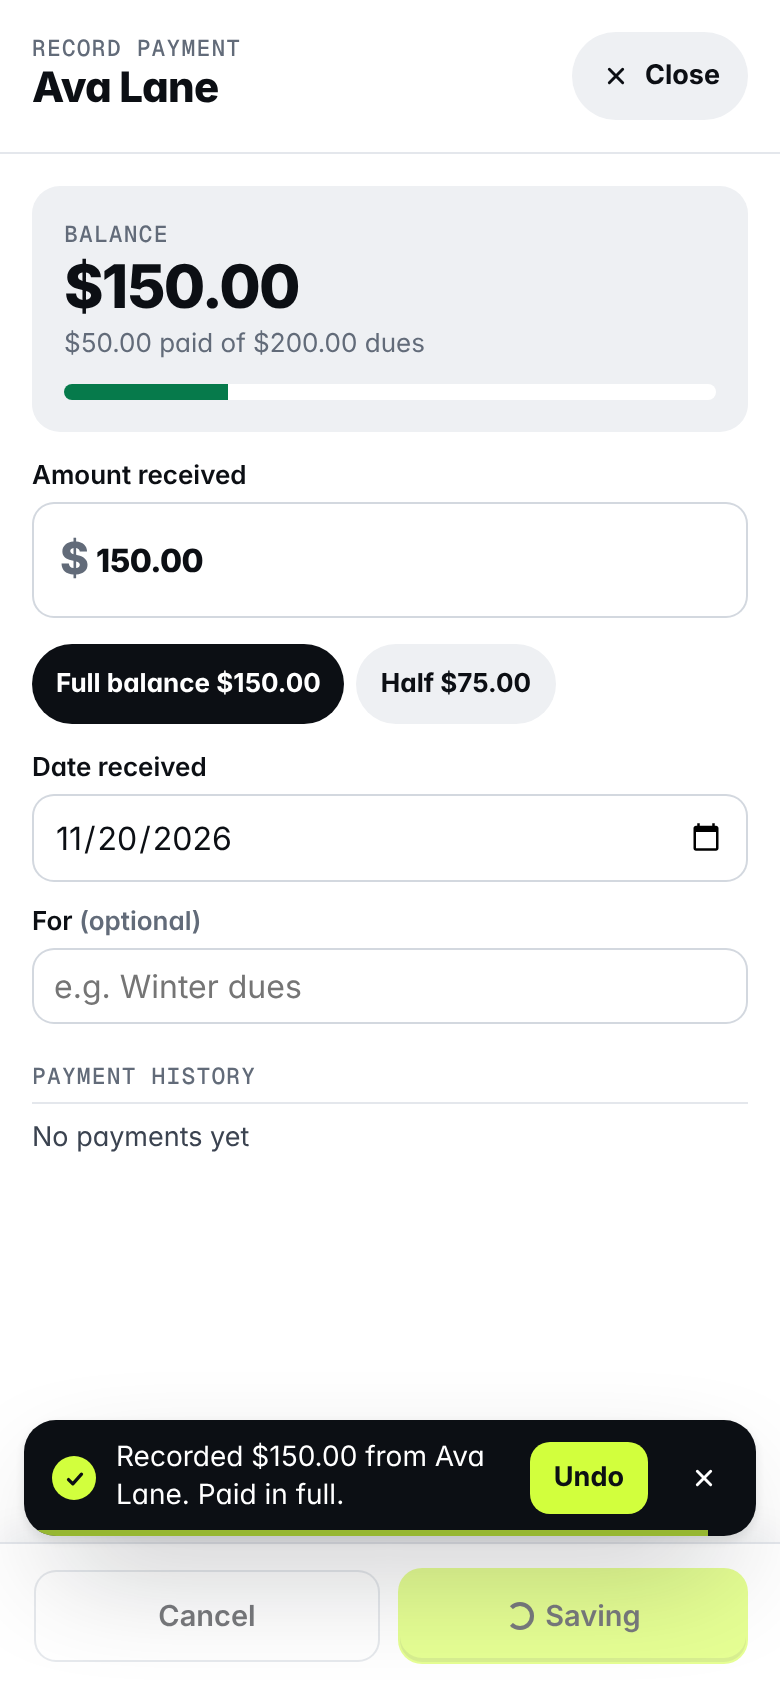 RECORD PAYMENT
Ava Lane
Close
BALANCE
$150.00
$50.00 paid of $200.00 dues
Amount received
$ 150.00
Full balance $150.00
Half $75.00
Date received
11/20/2026
For (optional)
e.g. Winter dues
PAYMENT HISTORY
No payments yet
Recorded $150.00 from Ava
Lane. Paid in full.
Undo
Cancel
Saving